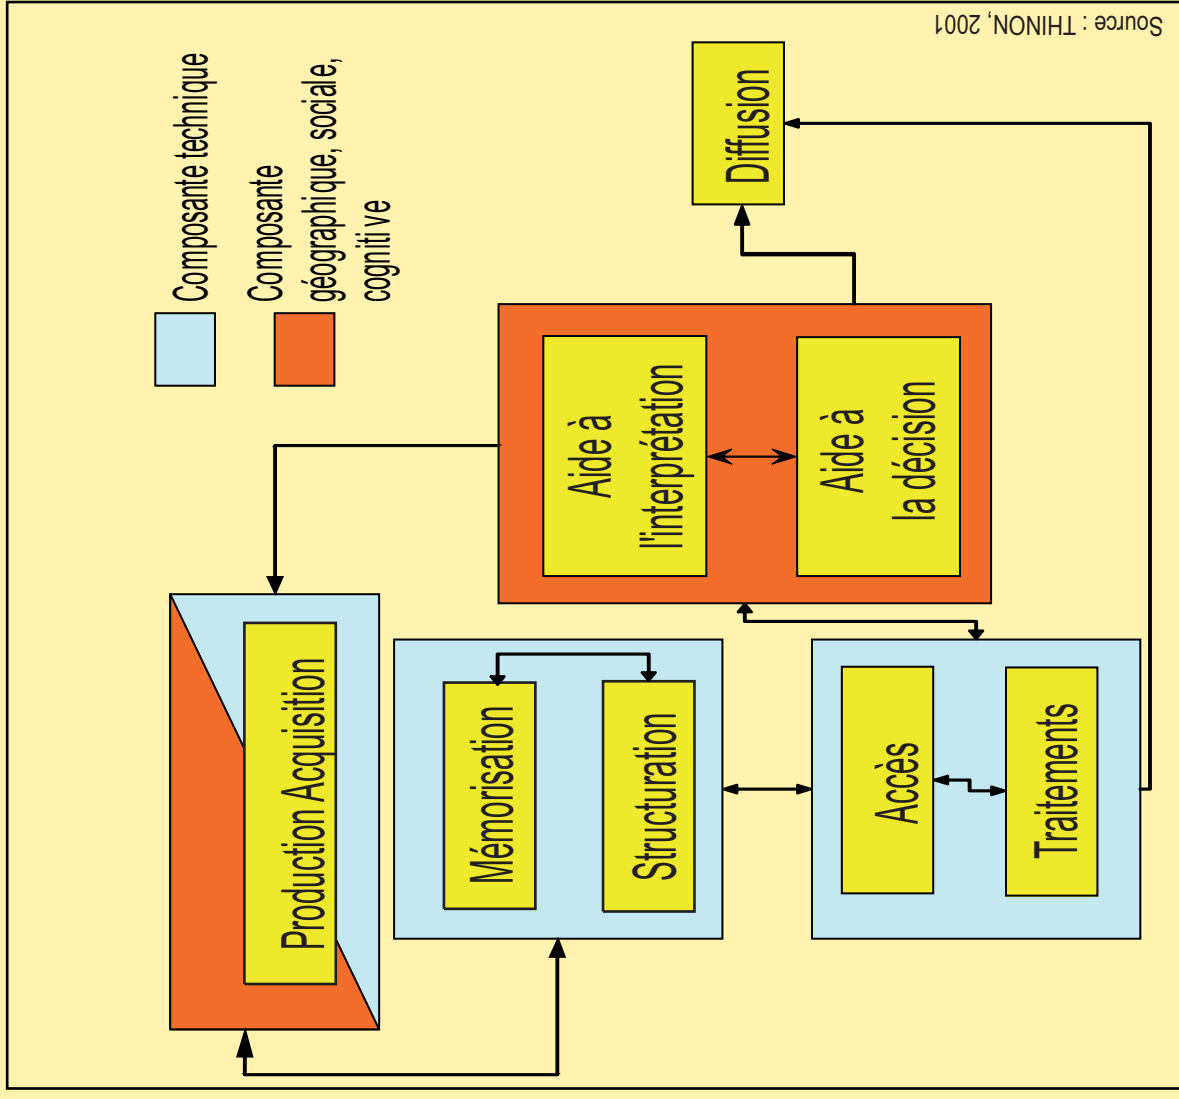 Production Acquisition
Mémorisation
Structuration
Accès
Traitements
Aide à
l'interprétation
Aide à
la décision
Diffusion
Composante technique
Composante
géographique, sociale,
cogniti ve
Source : THINON, 2001